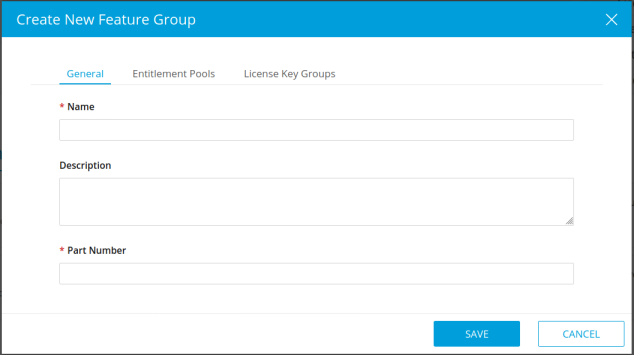 Create New Feature Group
General Entitlement Pools License Key Groups
* Name
Description
* Part Number
SAVE CANCEL